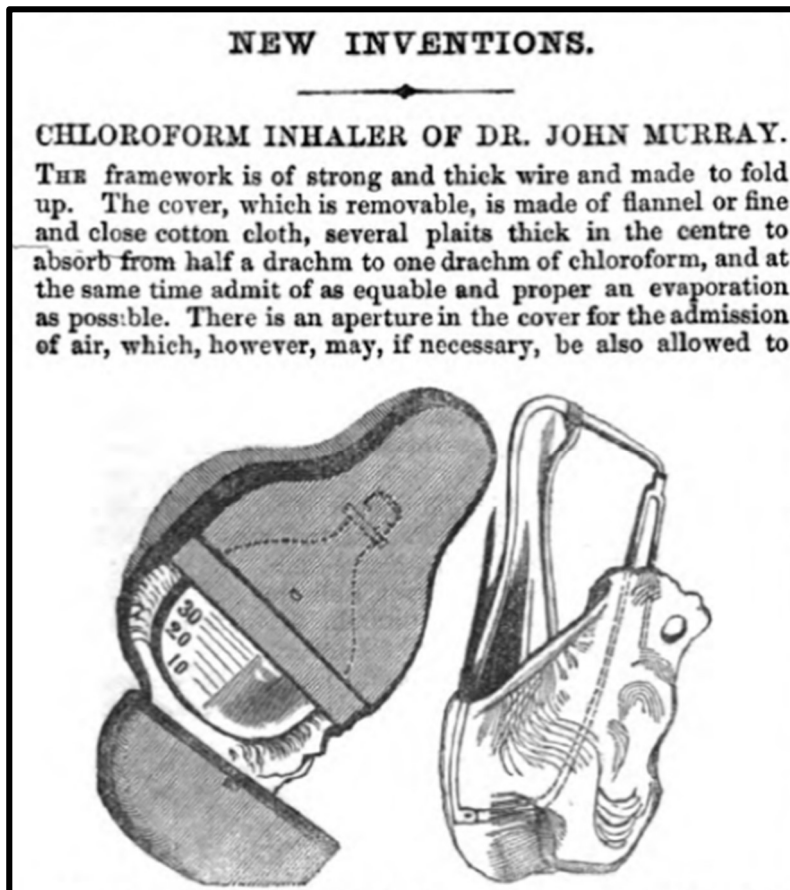 NEW INVENTIONS.
CHLOROFORM INHALER OF DR. JOHN MURRAY.
THE framework is of strong and thick wire and made to fold
up. The cover, which is removable, is made of flannel or fine
and close cotton cloth, several plaits thick in the centre to
absorb from half a drachm to one drachm of chloroform, and at
the same time admit of as equable and proper an evaporation
as possible. There is an aperture in the cover for the admission
of air, which, however, may, if necessary, be also allowed to
30
20
10